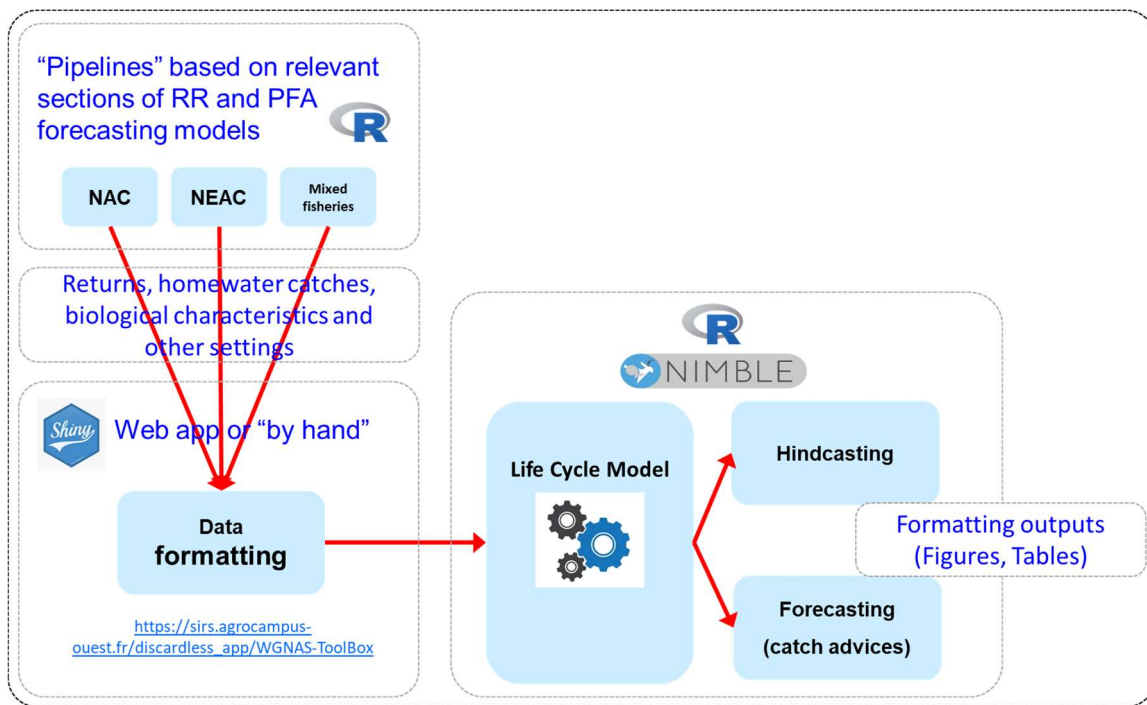 “Pipelines” based on relevant
sections of RR and PFA
forecasting models
R
NAC
NEAC
Mixed
fisheries
Returns, homewater catches,
biological characteristics and
other settings
Shiny
Web app or “by hand”
Data
formatting
https://sirs.agrocampus-
ouest.fr/discardless_app/WGNAS-ToolBox
R
NIMBLE
Life Cycle Model
Hindcasting
Formatting outputs
(Figures, Tables)
Forecasting
(catch advices)